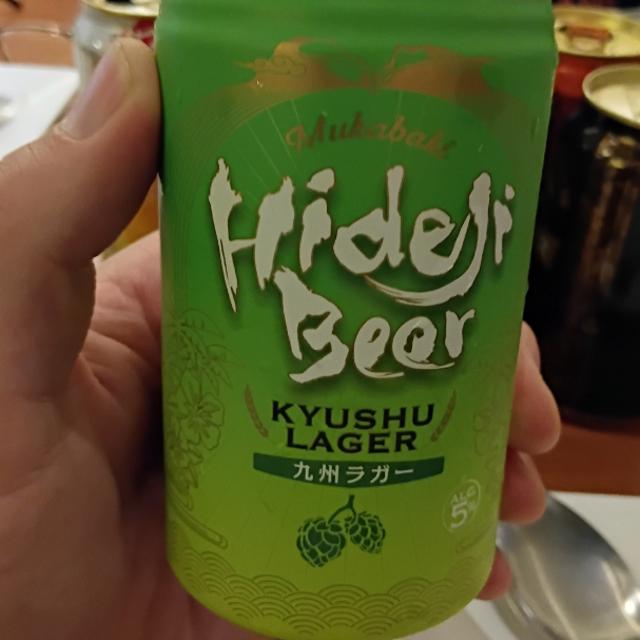 Mukabaki
Hideji
Beer
KYUSHU
LAGER
九州ラガー
ALC
5%